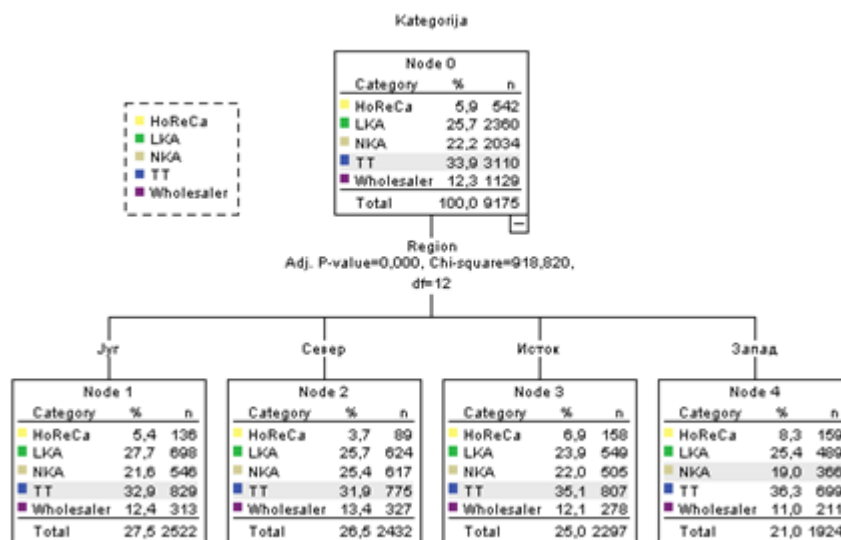 Kategorija
Node 0
Category % n
HoReCa 5,9 542
LKA 25,7 2360
NKA 22,2 2034
TT 33,9 3110
Wholesaler 12,3 1129
Total 100,0 9175
HoReCa
LKA
NKA
TT
Wholesaler
Region
Adj. P-value=0,000, Chi-square=918,820,
df=12
Југ
Север
Исток
Запад
Node 1
Category % n
HoReCa 5,4 136
LKA 27,7 698
NKA 21,6 546
TT 32,9 829
Wholesaler 12,4 313
Total 27,5 2522
Node 2
Category % n
HoReCa 3,7 89
LKA 25,7 624
NKA 25,4 617
TT 31,9 775
Wholesaler 13,4 327
Total 26,5 2432
Node 3
Category % n
HoReCa 6,9 158
LKA 23,9 549
NKA 22,0 505
TT 35,1 807
Wholesaler 12,1 278
Total 25,0 2297
Node 4
Category % n
HoReCa 8,3 159
LKA 25,4 489
NKA 19,0 366
TT 36,3 699
Wholesaler 11,0 211
Total 21,0 1924